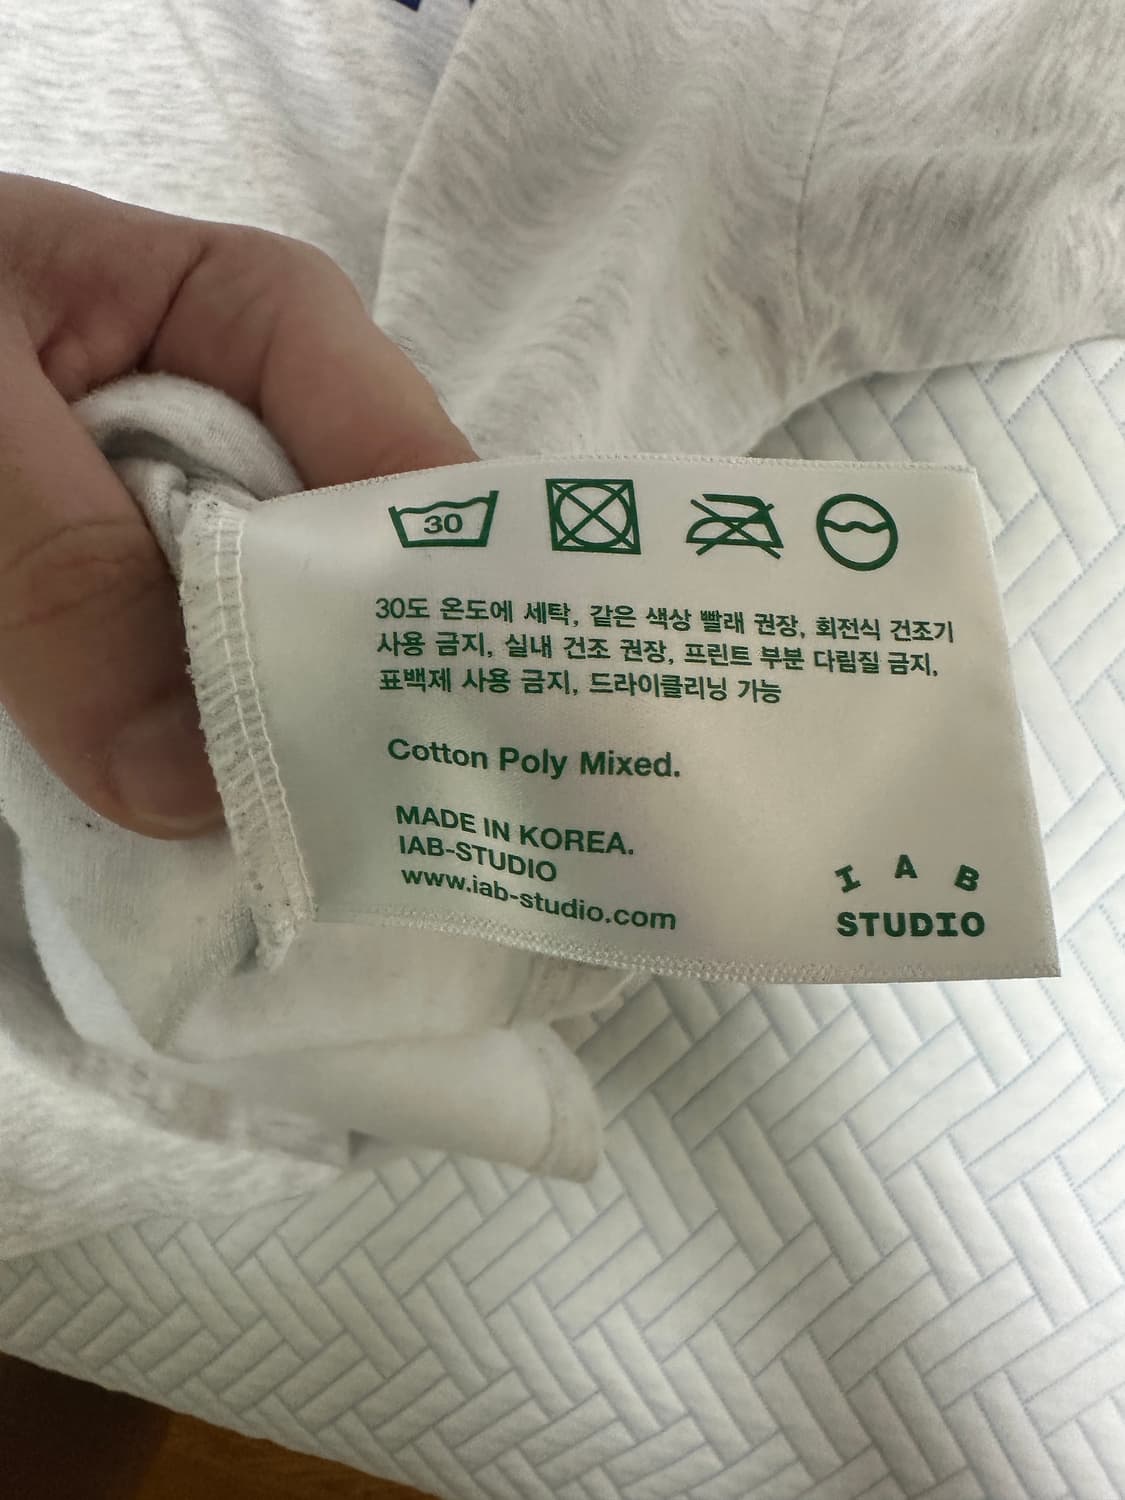 30
30도 온도에 세탁, 같은 색상 빨래 권장, 회전식 건조기
사용 금지, 실내 건조 권장, 프린트 부분 다림질 금지,
표백제 사용 금지, 드라이클리닝 가능
Cotton Poly Mixed.
MADE IN KOREA.
IAB-STUDIO
www.iab-studio.com
I A B
STUDIO